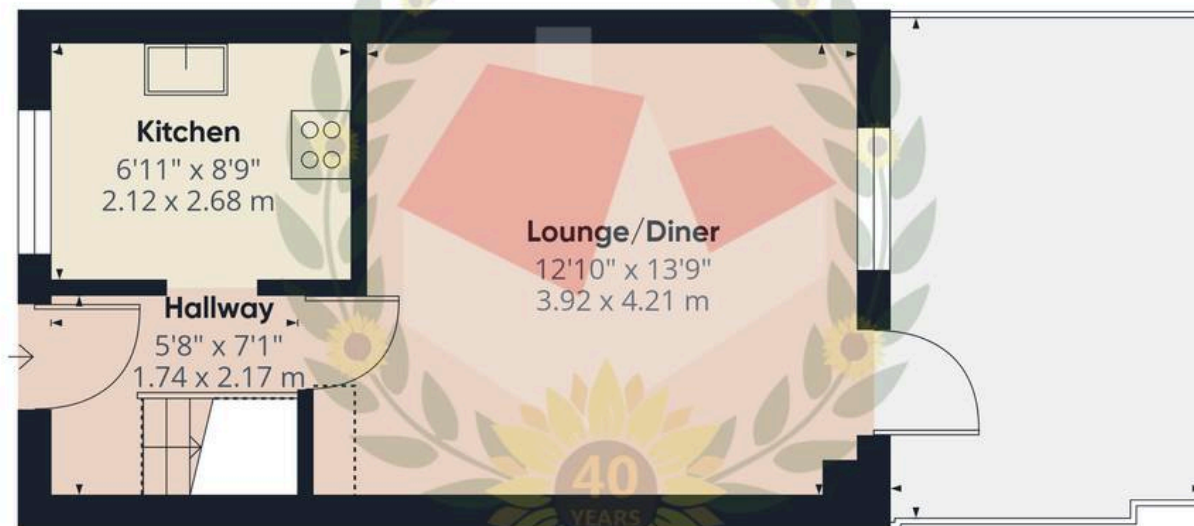 Kitchen
6'11" x 8'9"
2.12 x 2.68 m
Lounge/Diner
12'10" x 13'9"
3.92 x 4.21 m
Hallway
5'8" x 7'1"
1.74 x 2.17 m
40
YEARS